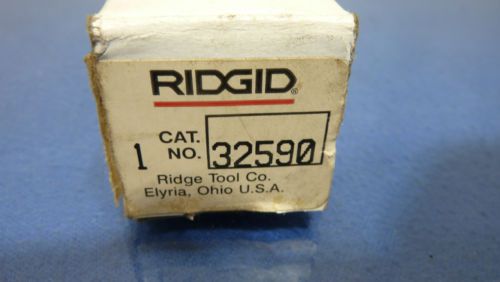 RIDGID®
1 CAT. NO. 32590
Ridge Tool Co.
Elyria, Ohio U.S.A.